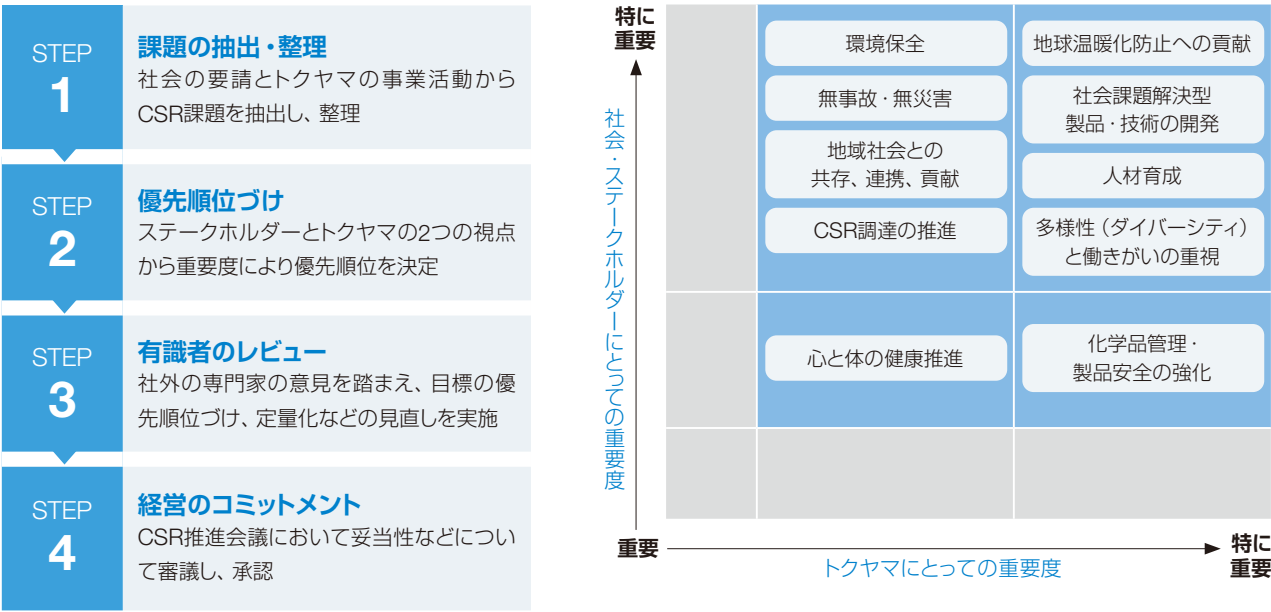 STEP
1
課題の抽出・整理
社会の要請とトクヤマの事業活動から
CSR課題を抽出し、整理
STEP
2
優先順位づけ
ステークホルダーとトクヤマの2つの視点
から重要度により優先順位を決定
STEP
3
有識者のレビュー
社外の専門家の意見を踏まえ、目標の優
先順位づけ、定量化などの見直しを実施
STEP
4
経営のコミットメント
CSR推進会議において妥当性などについ
て審議し、承認
特に
重要
社会・ステークホルダーにとっての重要度
環境保全
無事故・無災害
地域社会との
共存、連携、貢献
CSR調達の推進
地球温暖化防止への貢献
社会課題解決型
製品・技術の開発
人材育成
多様性（ダイバーシティ）
と働きがいの重視
心と体の健康推進
化学品管理・
製品安全の強化
重要
トクヤマにとっての重要度
特に
重要